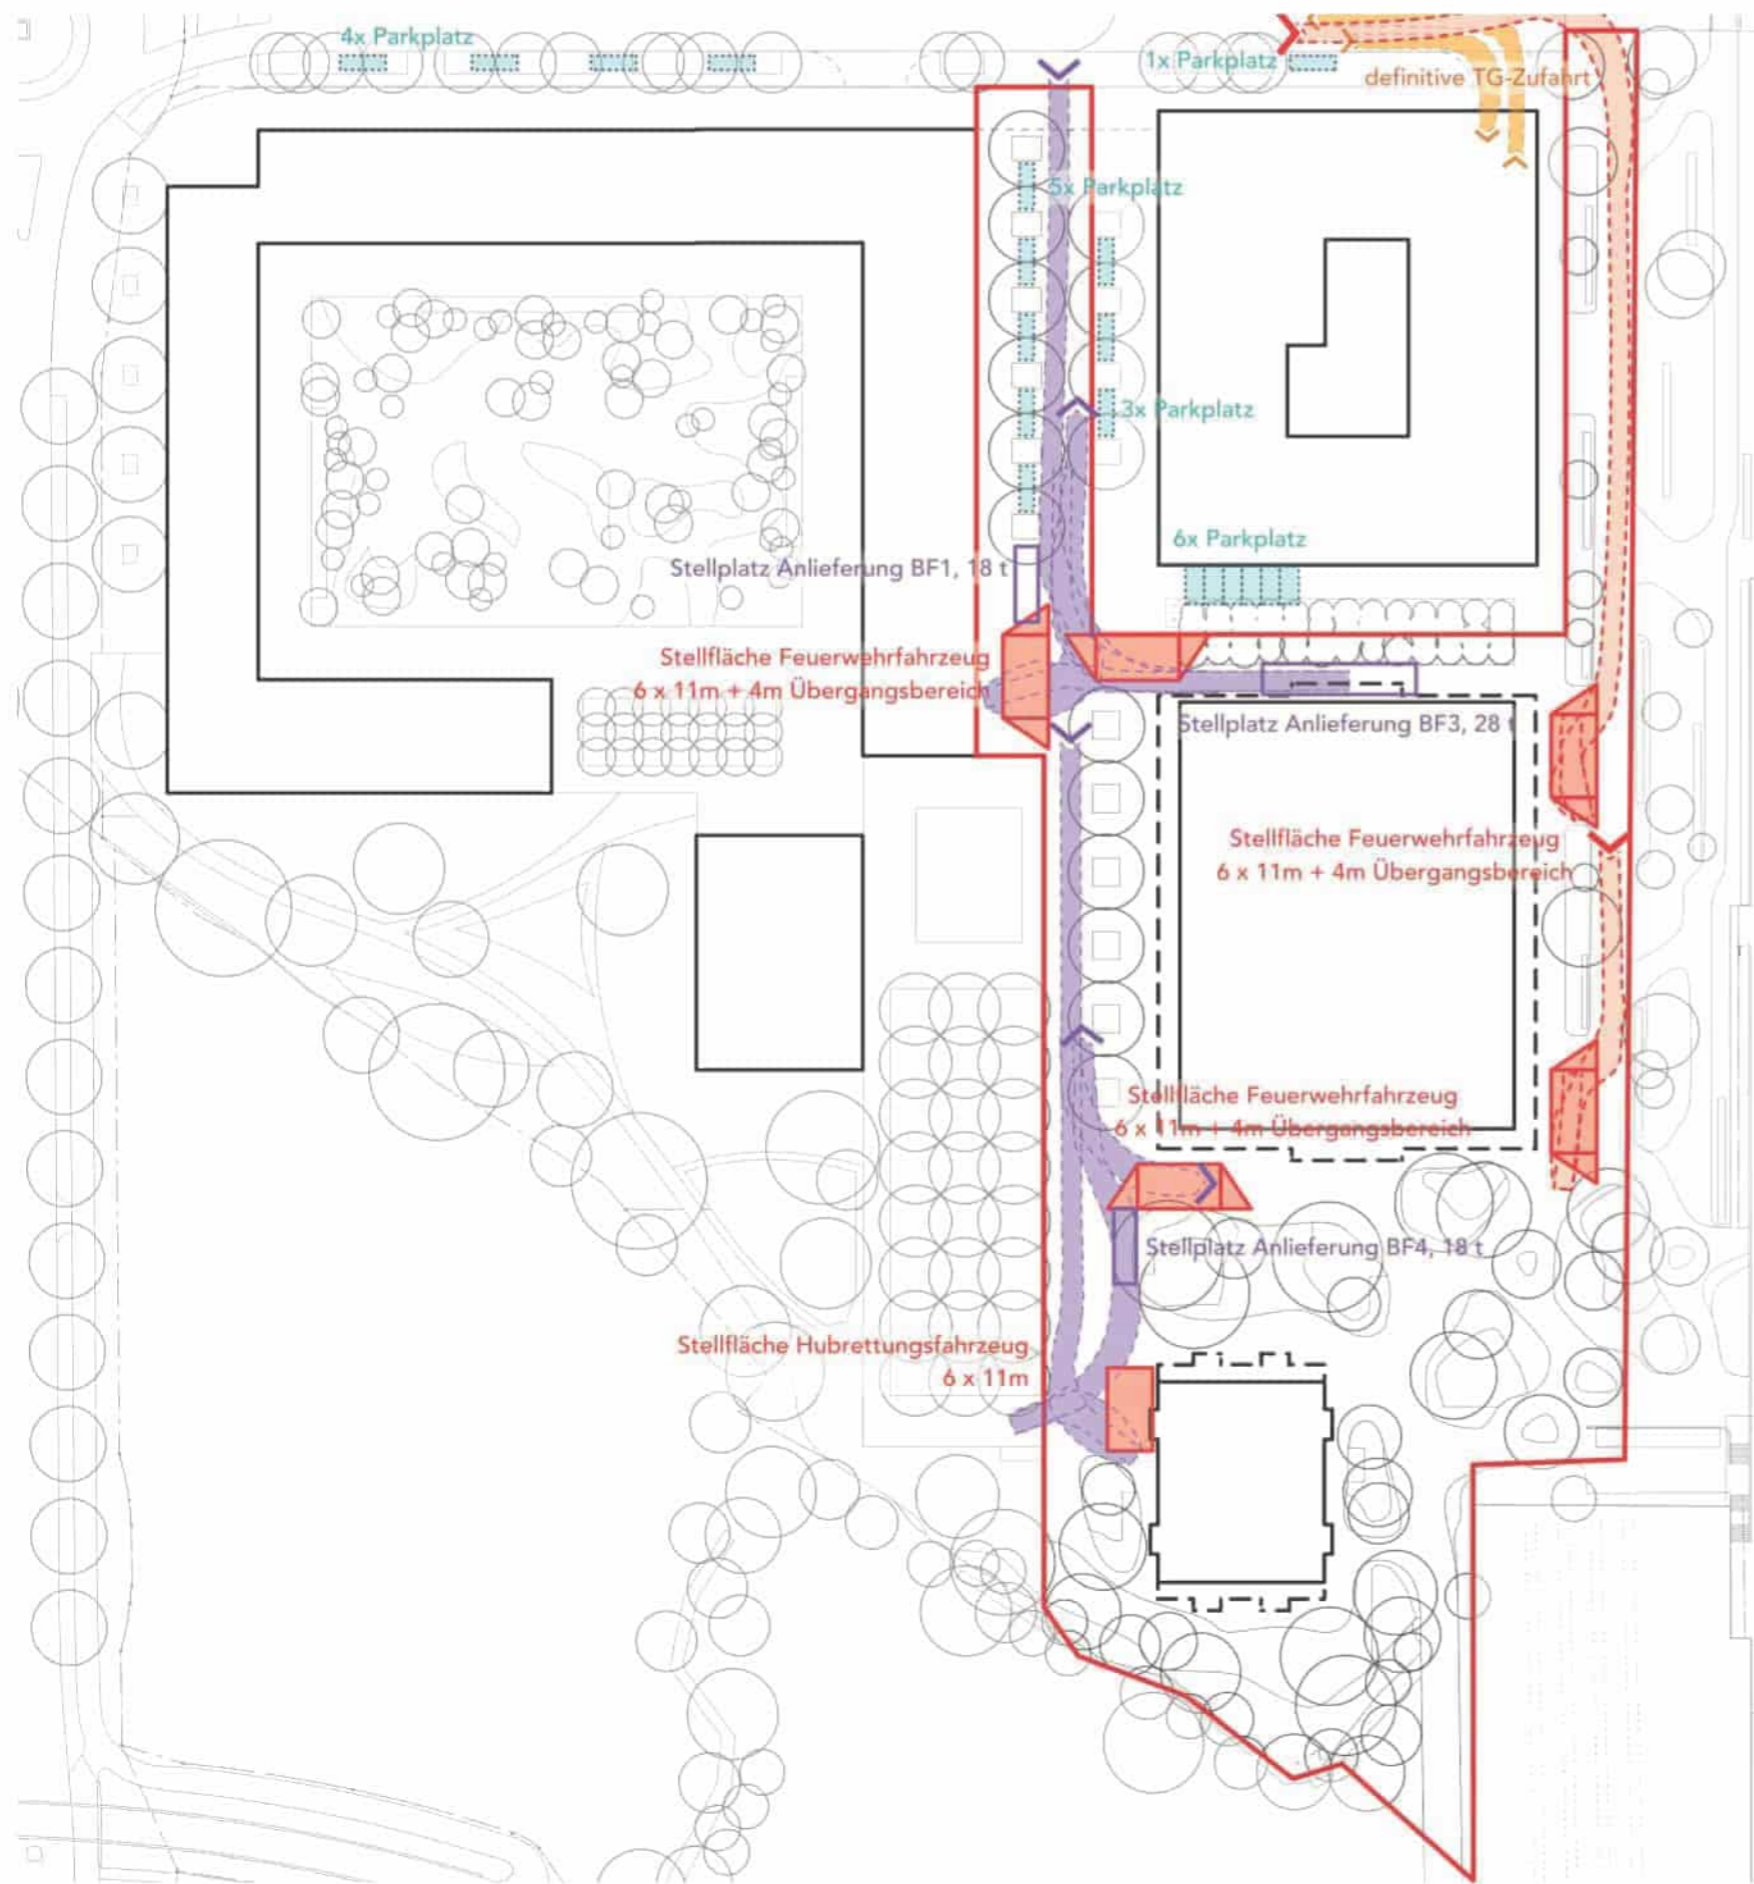 4x Parkplatz
1x Parkplatz
definitive TG-Zufahrt
5x Parkplatz
3x Parkplatz
6x Parkplatz
Stellplatz Anlieferung BF1, 18 t
Stellfläche Feuerwehrfahrzeug
6 x 11m + 4m Übergangsbereich
Stellplatz Anlieferung BF3, 28 t
Stellfläche Feuerwehrfahrzeug
6 x 11m + 4m Übergangsbereich
Stellfläche Feuerwehrfahrzeug
6 x 11m + 4m Übergangsbereich
Stellplatz Anlieferung BF4, 18 t
Stellfläche Hubrettungsfahrzeug
6 x 11m